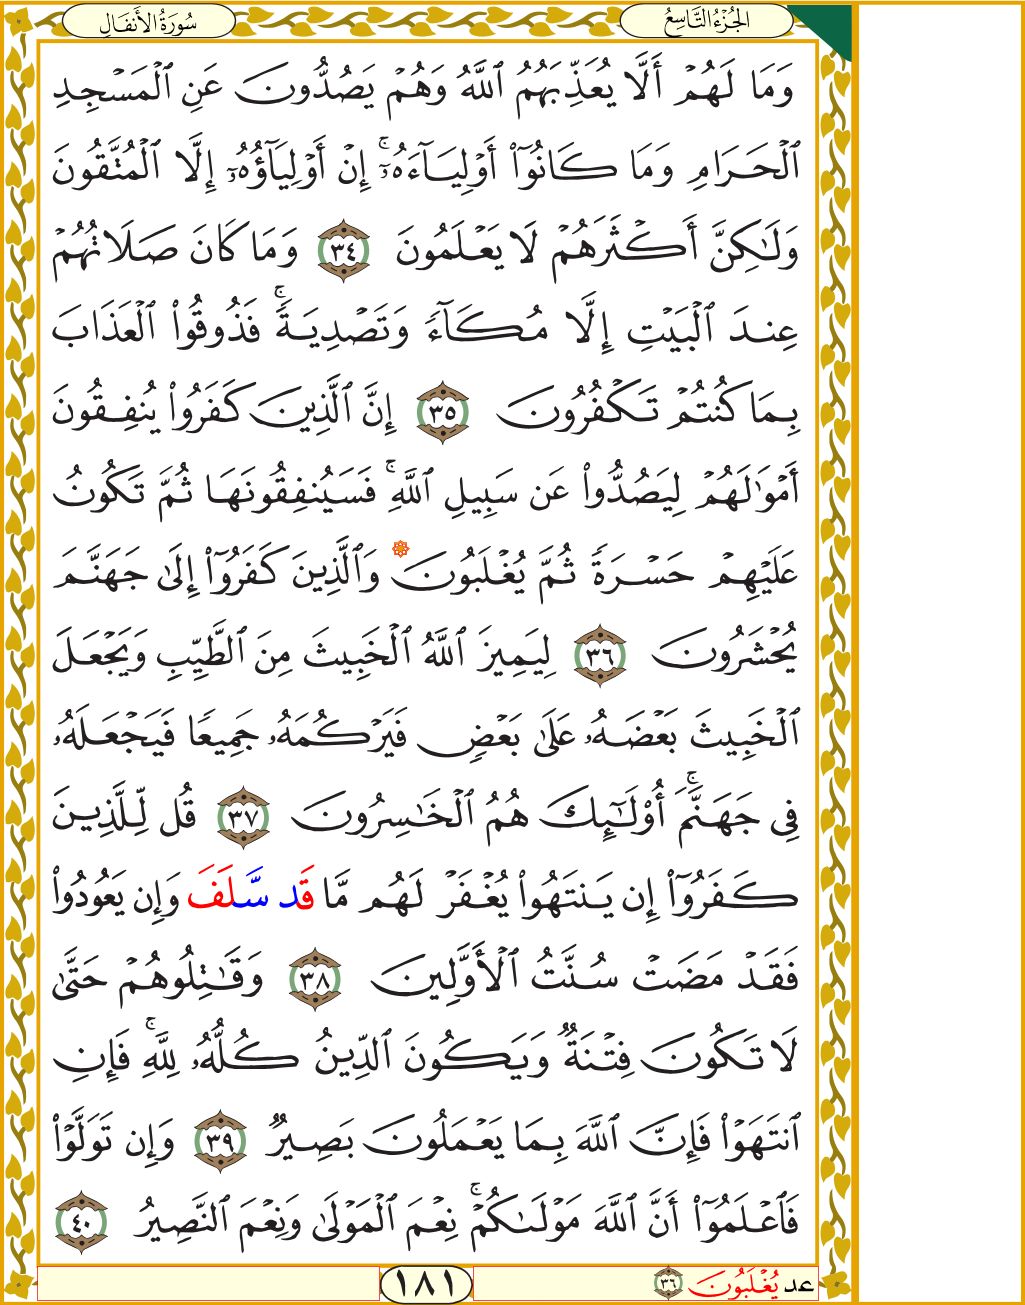 الجُزْءُ التَّاسِعُ
سُورَةُ الأَنفَالِ
وَمَا لَهُمْ أَلَّا يُعَذِّبَهُمُ ٱللَّهُ وَهُمْ يَصُدُّونَ عَنِ ٱلْمَسْجِدِ
ٱلْحَرَامِ وَمَا كَانُوٓا۟ أَوْلِيَآءَهُۥٓ ۚ إِنْ أَوْلِيَآؤُهُۥٓ إِلَّا ٱلْمُتَّقُونَ
وَلَٰكِنَّ أَكْثَرَهُمْ لَا يَعْلَمُونَ ٣٤ وَمَا كَانَ صَلَاتُهُمْ
عِندَ ٱلْبَيْتِ إِلَّا مُكَآءً وَتَصْدِيَةً ۚ فَذُوقُوا۟ ٱلْعَذَابَ
بِمَا كُنتُمْ تَكْفُرُونَ ٣٥ إِنَّ ٱلَّذِينَ كَفَرُوا۟ يُنفِقُونَ
أَمْوَٰلَهُمْ لِيَصُدُّوا۟ عَن سَبِيلِ ٱللَّهِ ۚ فَسَيُنفِقُونَهَا ثُمَّ تَكُونُ
عَلَيْهِمْ حَسْرَةً ثُمَّ يُغْلَبُونَ وَٱلَّذِينَ كَفَرُوٓا۟ إِلَىٰ جَهَنَّمَ
يُحْشَرُونَ ٣٦ لِيَمِيزَ ٱللَّهُ ٱلْخَبِيثَ مِنَ ٱلطَّيِّبِ وَيَجْعَلَ
ٱلْخَبِيثَ بَعْضَهُۥ عَلَىٰ بَعْضٍ فَيَرْكُمَهُۥ جَمِيعًا فَيَجْعَلَهُۥ
فِى جَهَنَّمَ ۚ أُو۟لَٰٓئِكَ هُمُ ٱلْخَٰسِرُونَ ٣٧ قُل لِّلَّذِينَ
كَفَرُوٓا۟ إِن يَنتَهُوا۟ يُغْفَرْ لَهُم مَّا قَد سَّلَفَ وَإِن يَعُودُوا۟
فَقَدْ مَضَتْ سُنَّتُ ٱلْأَوَّلِينَ ٣٨ وَقَٰتِلُوهُمْ حَتَّىٰ
لَا تَكُونَ فِتْنَةٌ وَيَكُونَ ٱلدِّينُ كُلُّهُۥ لِلَّهِ ۚ فَإِنِ
ٱنتَهَوْا۟ فَإِنَّ ٱللَّهَ بِمَا يَعْمَلُونَ بَصِيرٌ ٣٩ وَإِن تَوَلَّوْا۟
فَٱعْلَمُوٓا۟ أَنَّ ٱللَّهَ مَوْلَىٰكُمْ ۚ نِعْمَ ٱلْمَوْلَىٰ وَنِعْمَ ٱلنَّصِيرُ ٤٠
عد يُغْلَبُونَ ٣٦
١٨١